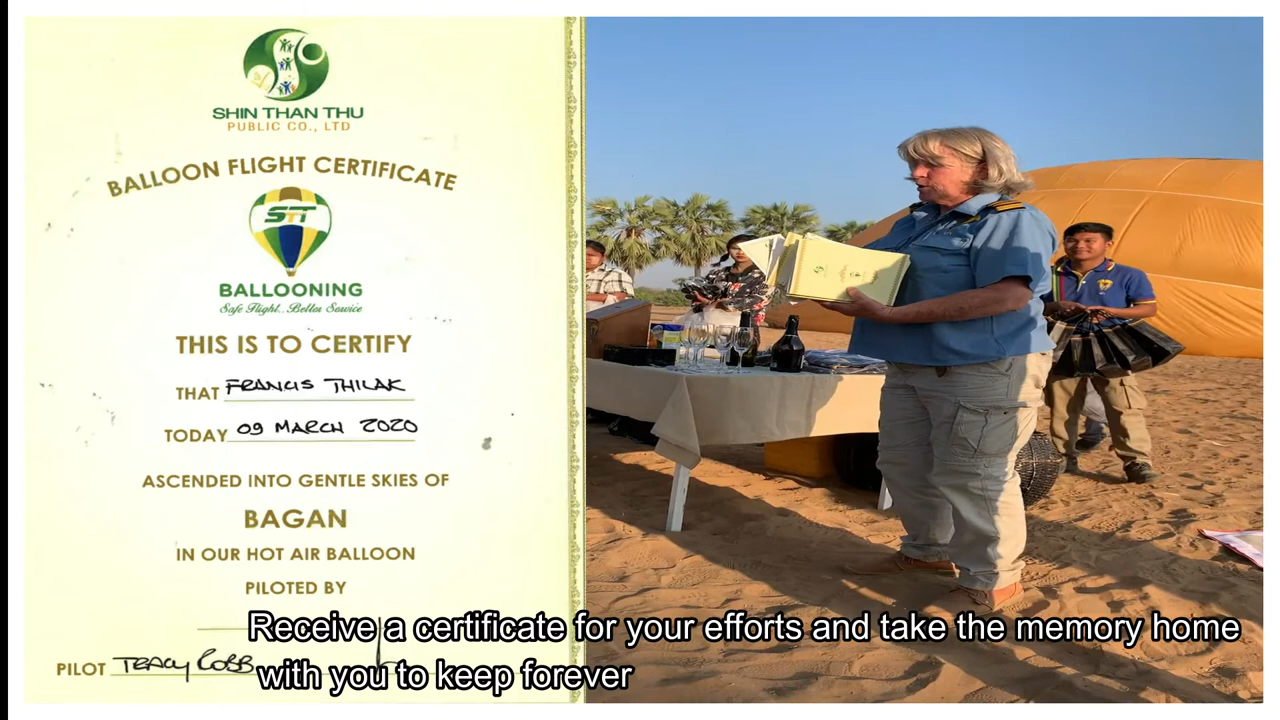 SHIN THAN THU
PUBLIC CO., LTD
BALLOON FLIGHT CERTIFICATE
STT
BALLOONING
Safe Flight.. Better Service
THIS IS TO CERTIFY
THAT FRANCIS THILAK
TODAY 09 MARCH 2020
ASCENDED INTO GENTLE SKIES OF
BAGAN
IN OUR HOT AIR BALLOON
PILOTED BY
PILOT TRACY ROBB
Receive a certificate for your efforts and take the memory home
with you to keep forever